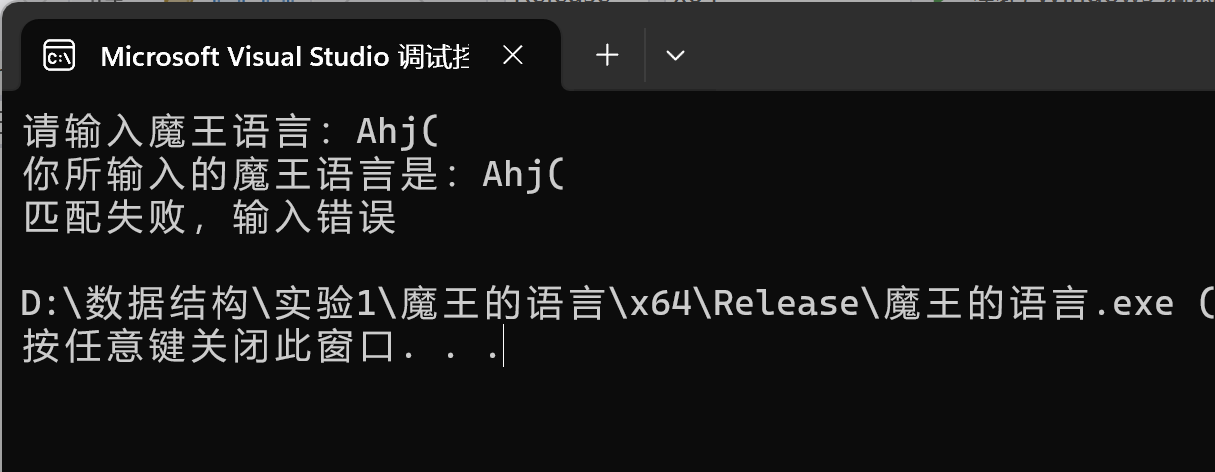 Microsoft Visual Studio 调试
请输入魔王语言: Ahj(
你所输入的魔王语言是: Ahj(
匹配失败, 输入错误
D:\数据结构\实验1\魔王的语言\x64\Release\魔王的语言.exe (
按任意键关闭此窗口. . .